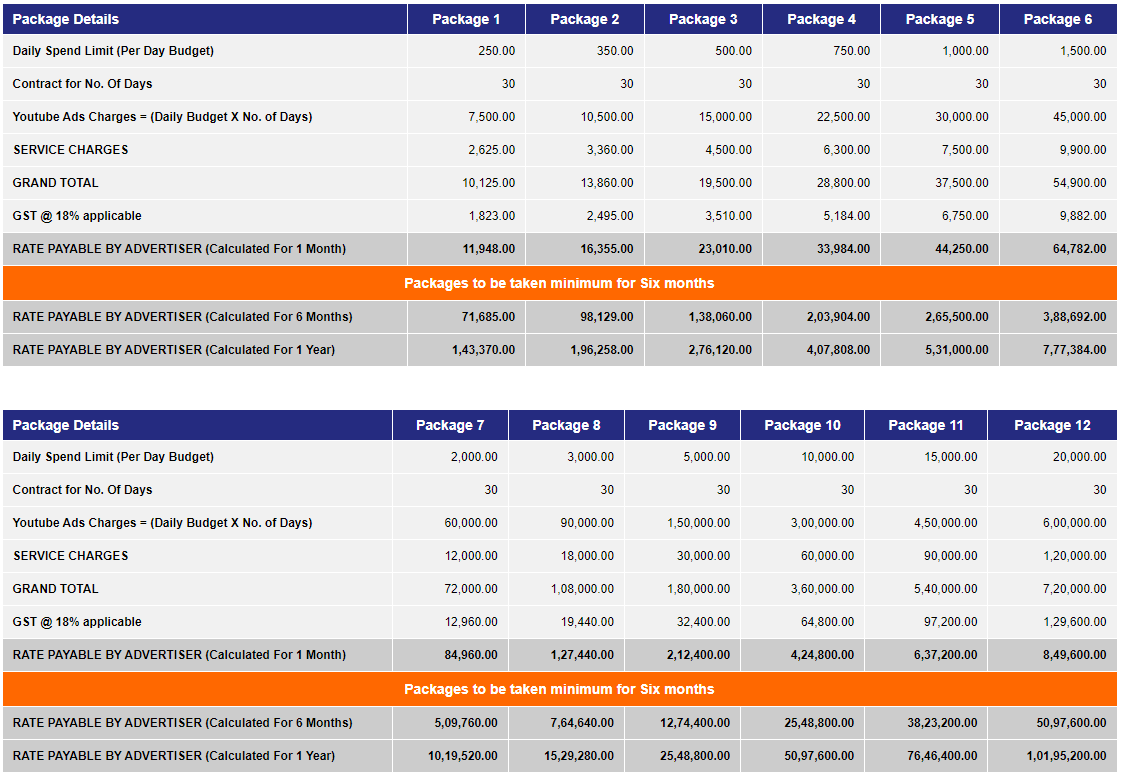 Package Details Package 1 Package 2 Package 3 Package 4 Package 5 Package 6
Daily Spend Limit (Per Day Budget) 250.00 350.00 500.00 750.00 1,000.00 1,500.00
Contract for No. Of Days 30 30 30 30 30 30
Youtube Ads Charges = (Daily Budget X No. of Days) 7,500.00 10,500.00 15,000.00 22,500.00 30,000.00 45,000.00
SERVICE CHARGES 2,625.00 3,360.00 4,500.00 6,300.00 7,500.00 9,900.00
GRAND TOTAL 10,125.00 13,860.00 19,500.00 28,800.00 37,500.00 54,900.00
GST @ 18% applicable 1,823.00 2,495.00 3,510.00 5,184.00 6,750.00 9,882.00
RATE PAYABLE BY ADVERTISER (Calculated For 1 Month) 11,948.00 16,355.00 23,010.00 33,984.00 44,250.00 64,782.00
Packages to be taken minimum for Six months
RATE PAYABLE BY ADVERTISER (Calculated For 6 Months) 71,685.00 98,129.00 1,38,060.00 2,03,904.00 2,65,500.00 3,88,692.00
RATE PAYABLE BY ADVERTISER (Calculated For 1 Year) 1,43,370.00 1,96,258.00 2,76,120.00 4,07,808.00 5,31,000.00 7,77,384.00
Package Details Package 7 Package 8 Package 9 Package 10 Package 11 Package 12
Daily Spend Limit (Per Day Budget) 2,000.00 3,000.00 5,000.00 10,000.00 15,000.00 20,000.00
Contract for No. Of Days 30 30 30 30 30 30
Youtube Ads Charges = (Daily Budget X No. of Days) 60,000.00 90,000.00 1,50,000.00 3,00,000.00 4,50,000.00 6,00,000.00
SERVICE CHARGES 12,000.00 18,000.00 30,000.00 60,000.00 90,000.00 1,20,000.00
GRAND TOTAL 72,000.00 1,08,000.00 1,80,000.00 3,60,000.00 5,40,000.00 7,20,000.00
GST @ 18% applicable 12,960.00 19,440.00 32,400.00 64,800.00 97,200.00 1,29,600.00
RATE PAYABLE BY ADVERTISER (Calculated For 1 Month) 84,960.00 1,27,440.00 2,12,400.00 4,24,800.00 6,37,200.00 8,49,600.00
Packages to be taken minimum for Six months
RATE PAYABLE BY ADVERTISER (Calculated For 6 Months) 5,09,760.00 7,64,640.00 12,74,400.00 25,48,800.00 38,23,200.00 50,97,600.00
RATE PAYABLE BY ADVERTISER (Calculated For 1 Year) 10,19,520.00 15,29,280.00 25,48,800.00 50,97,600.00 76,46,400.00 1,01,95,200.00